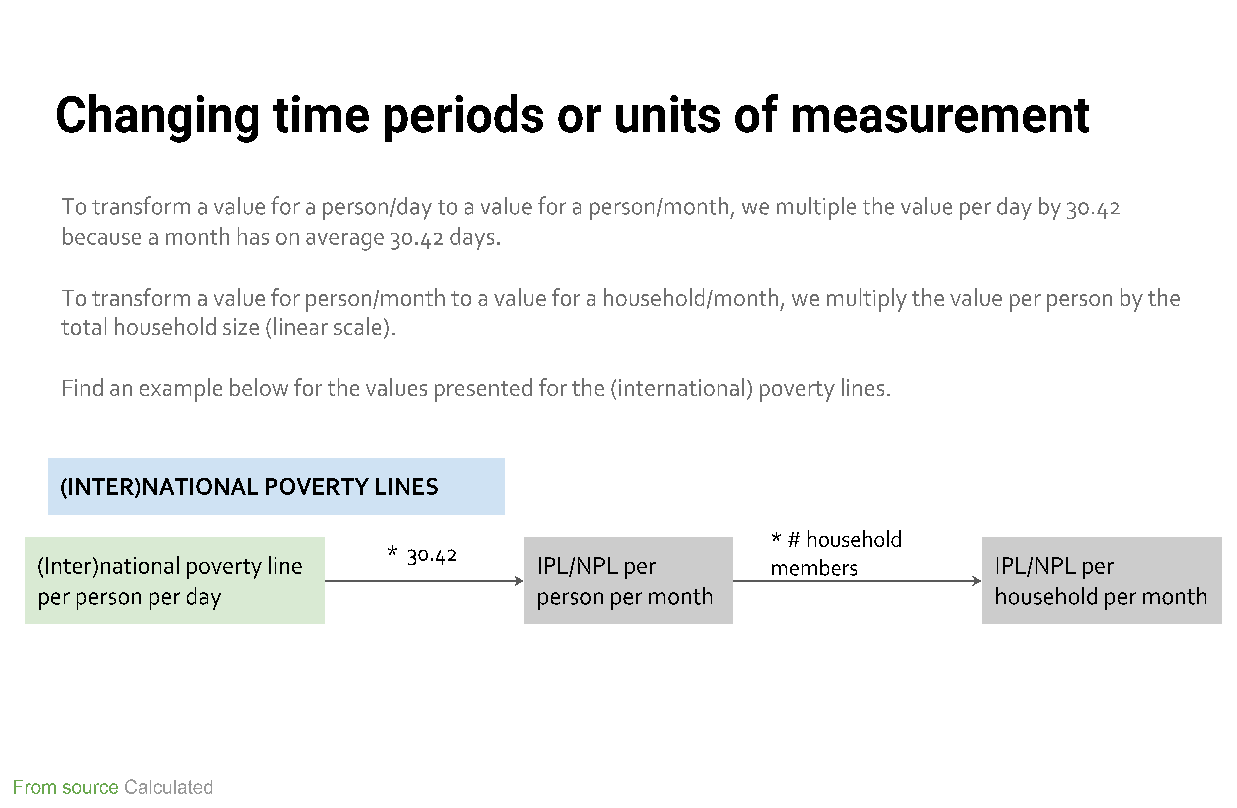 Changing time periods or units of measurement
To transform a value for a person/day to a value for a person/month, we multiple the value per day by 30.42
because a month has on average 30.42 days.
To transform a value for person/month to a value for a household/month, we multiply the value per person by the
total household size (linear scale).
Find an example below for the values presented for the (international) poverty lines.
(INTER)NATIONAL POVERTY LINES
(Inter)national poverty line
per person per day
* 30.42
IPL/NPL per
person per month
* # household
members
IPL/NPL per
household per month
From source Calculated